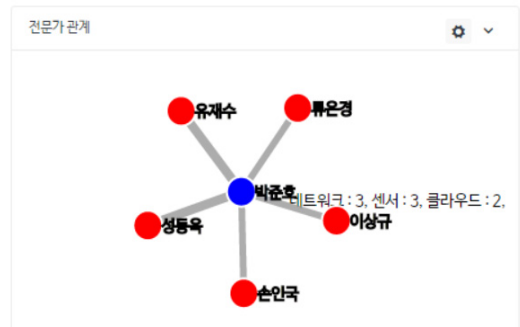 전문가 관계
유재수
류은경
박준호
네트워크 : 3, 센서 : 3, 클라우드 : 2,
성동욱
이상규
손인국